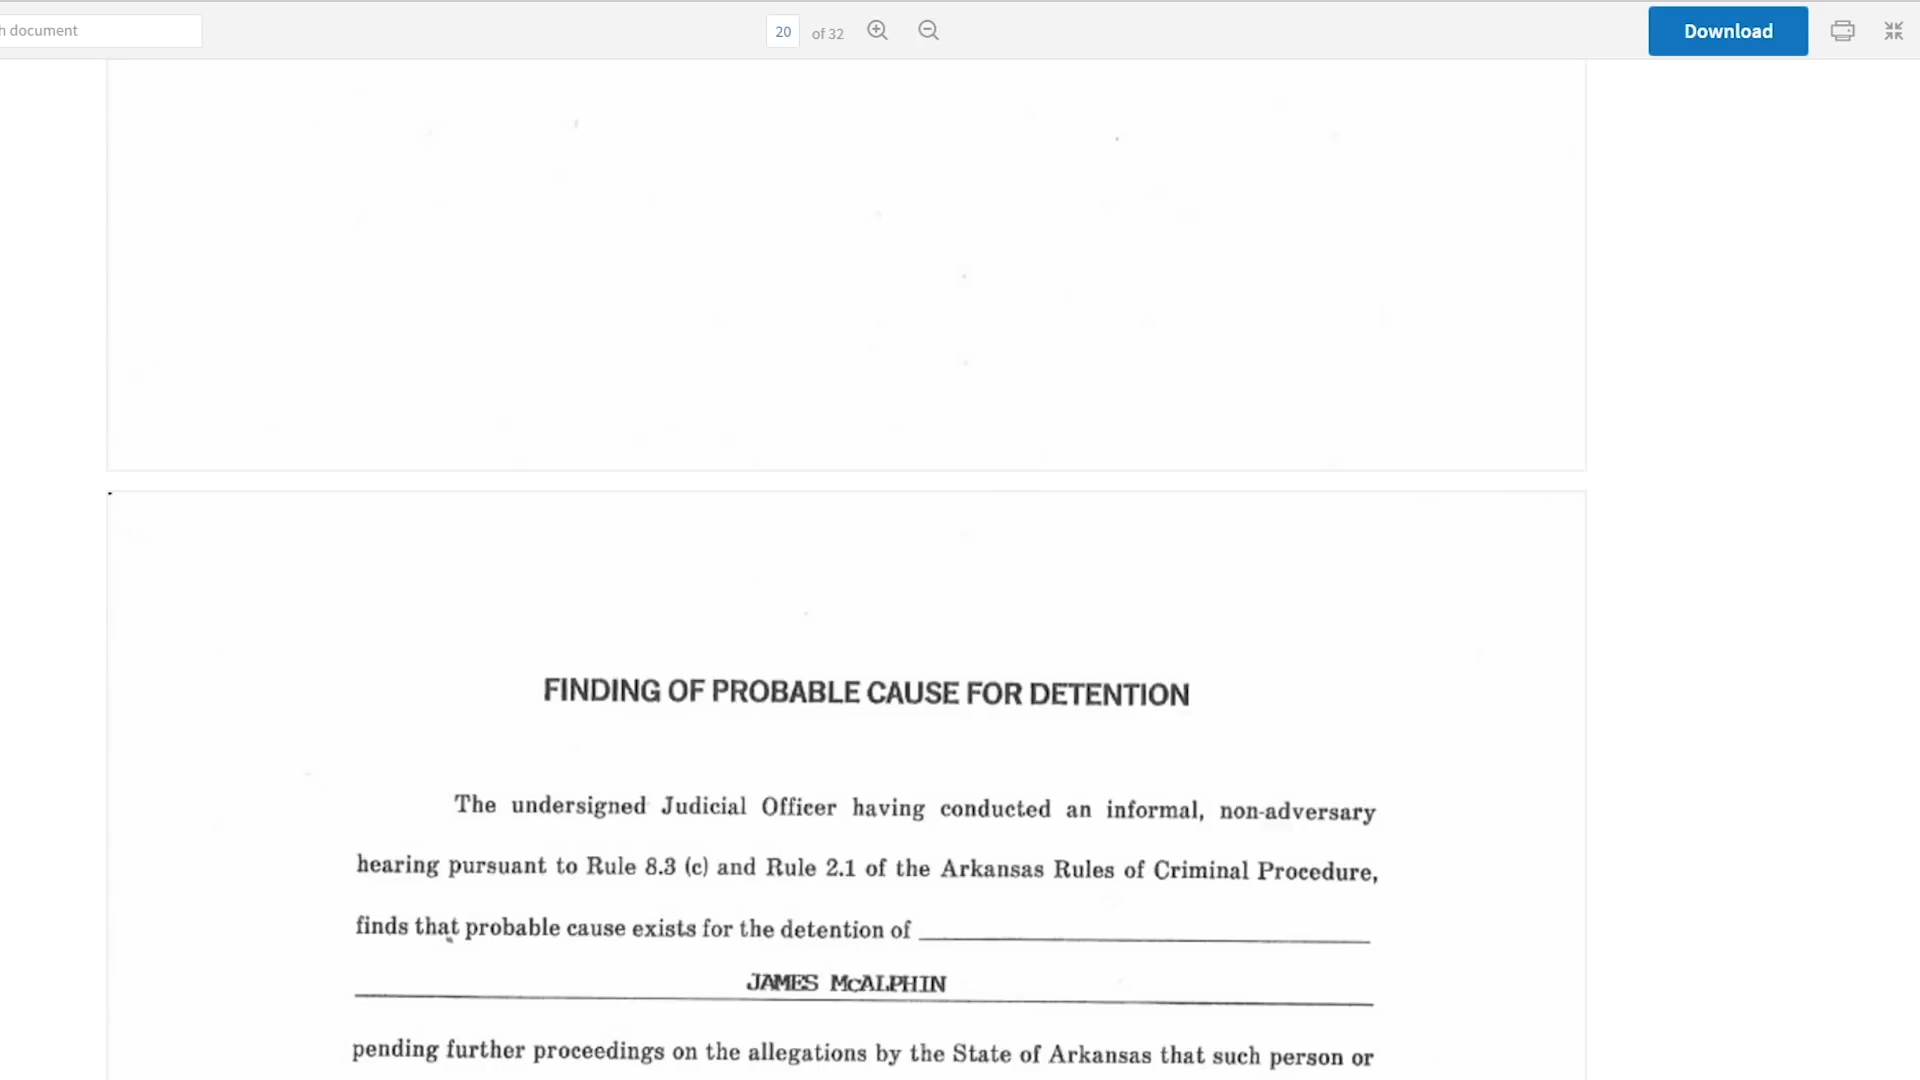 h document
20 of 32
Download
FINDING OF PROBABLE CAUSE FOR DETENTION
The undersigned Judicial Officer having conducted an informal, non-adversary
hearing pursuant to Rule 8.3 (c) and Rule 2.1 of the Arkansas Rules of Criminal Procedure,
finds that probable cause exists for the detention of
JAMES McALPHIN
pending further proceedings on the allegations by the State of Arkansas that such person or